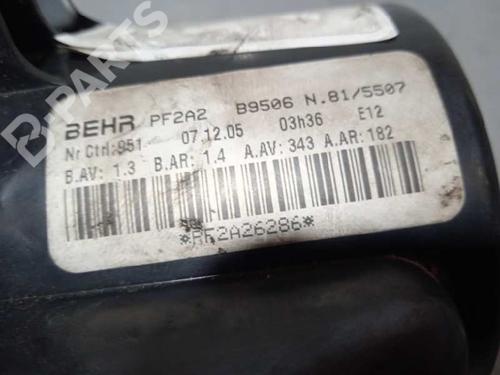 B-PARTS
BEHR PF2A2 B9506 N.81/5507
Nr Ctrl:951. 07.12.05 03h36 E12
B.AV: 1.3 B.AR: 1.4 A.AV: 343 A.AR: 182
*RF2A26286*